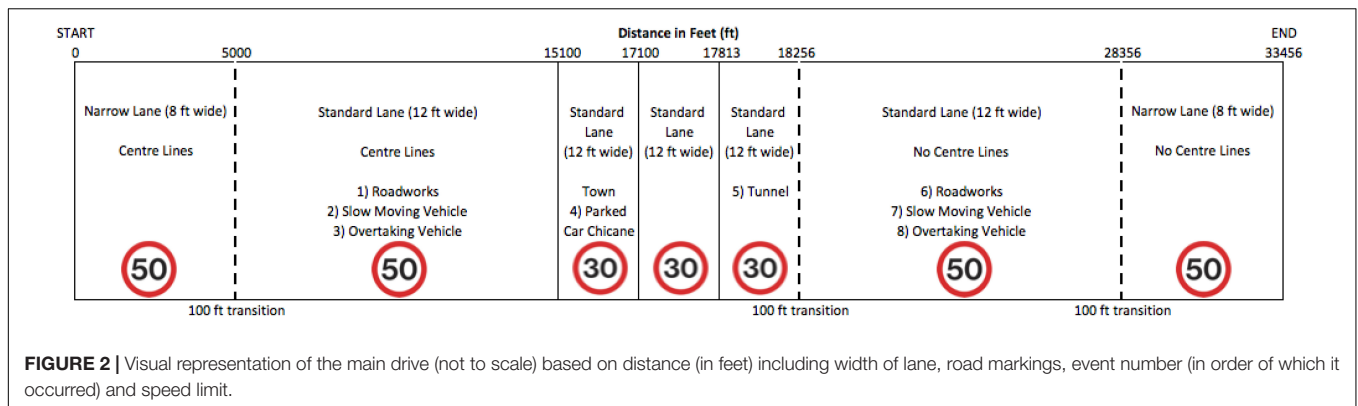 START
Distance in Feet (ft)
END
0
5000
15100
17100
17813
18256
28356
33456
Narrow Lane (8 ft wide)
Centre Lines
50
Standard Lane (12 ft wide)
Centre Lines
1) Roadworks
2) Slow Moving Vehicle
3) Overtaking Vehicle
50
Standard
Lane
(12 ft wide)
Town
4) Parked
Car Chicane
30
Standard
Lane
(12 ft wide)
30
Standard
Lane
(12 ft wide)
5) Tunnel
30
Standard Lane (12 ft wide)
No Centre Lines
6) Roadworks
7) Slow Moving Vehicle
8) Overtaking Vehicle
50
Narrow Lane (8 ft wide)
No Centre Lines
50
100 ft transition
100 ft transition
100 ft transition
FIGURE 2 | Visual representation of the main drive (not to scale) based on distance (in feet) including width of lane, road markings, event number (in order of which it
occurred) and speed limit.